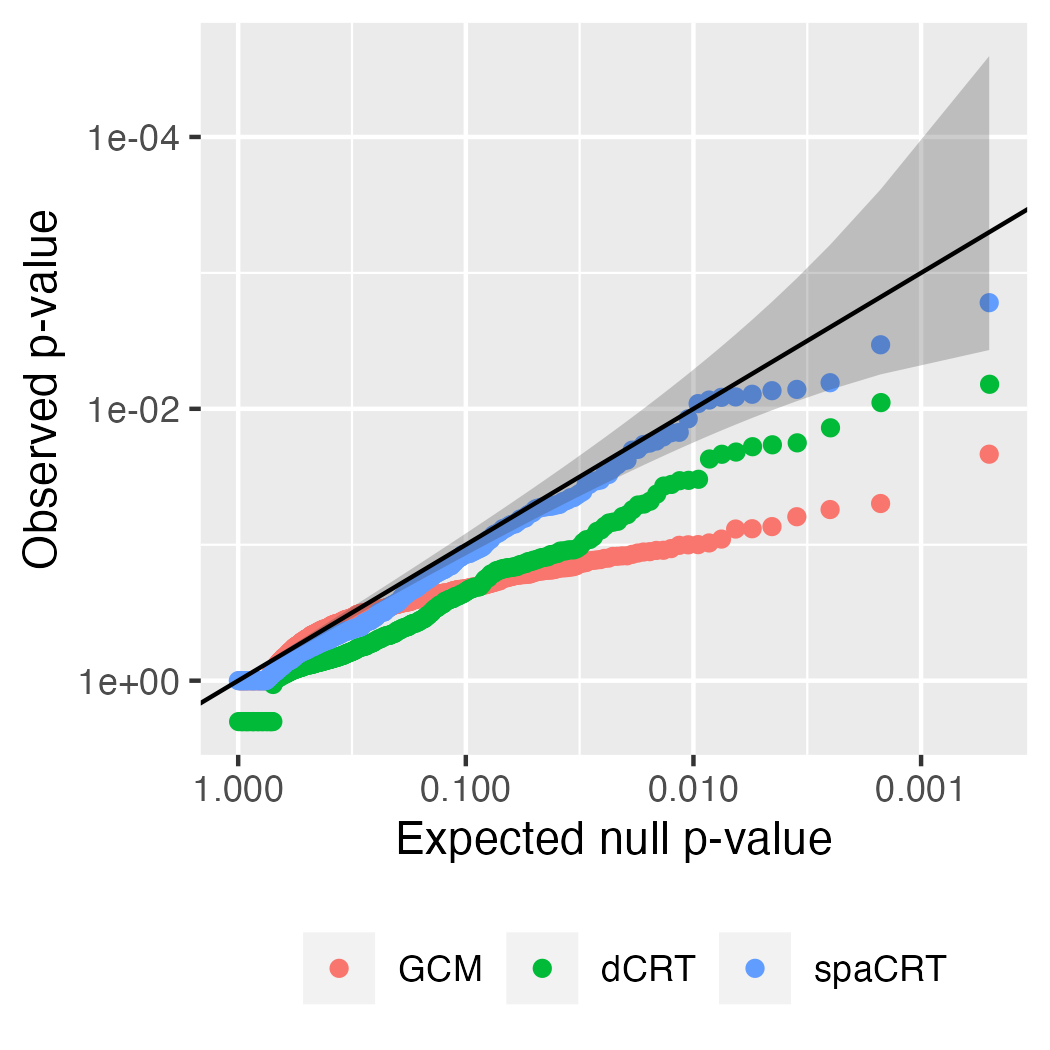 Observed p-value
1e-04
1e-02
1e+00
1.000 0.100 0.010 0.001
Expected null p-value
GCM dCRT spaCRT